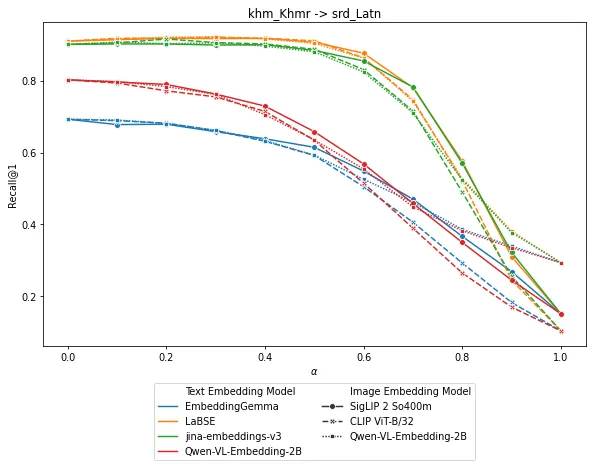 khm_Khmr -> srd_Latn
Recall@1
0.8
0.6
0.4
0.2
0.0 0.2 0.4 0.6 0.8 1.0
α
Text Embedding Model Image Embedding Model
EmbeddingGemma SigLIP 2 So400m
LaBSE CLIP ViT-B/32
jina-embeddings-v3 Qwen-VL-Embedding-2B
Qwen-VL-Embedding-2B